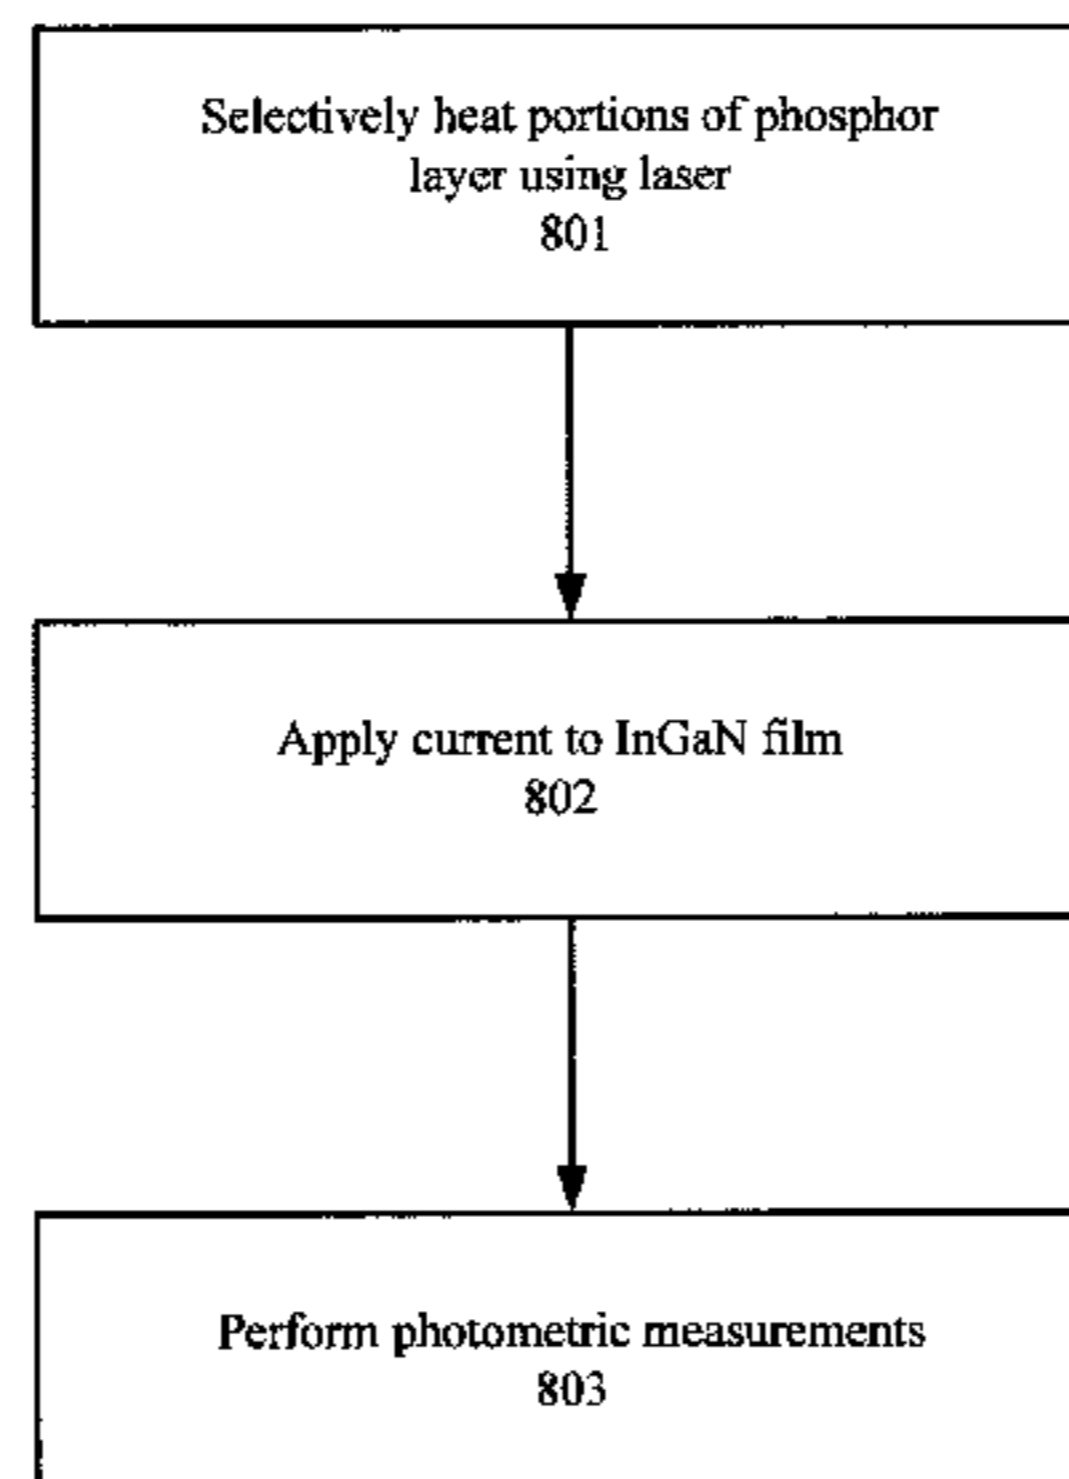 Selectively heat portions of phosphor
layer using laser
801
Apply current to InGaN film
802
Perform photometric measurements
803